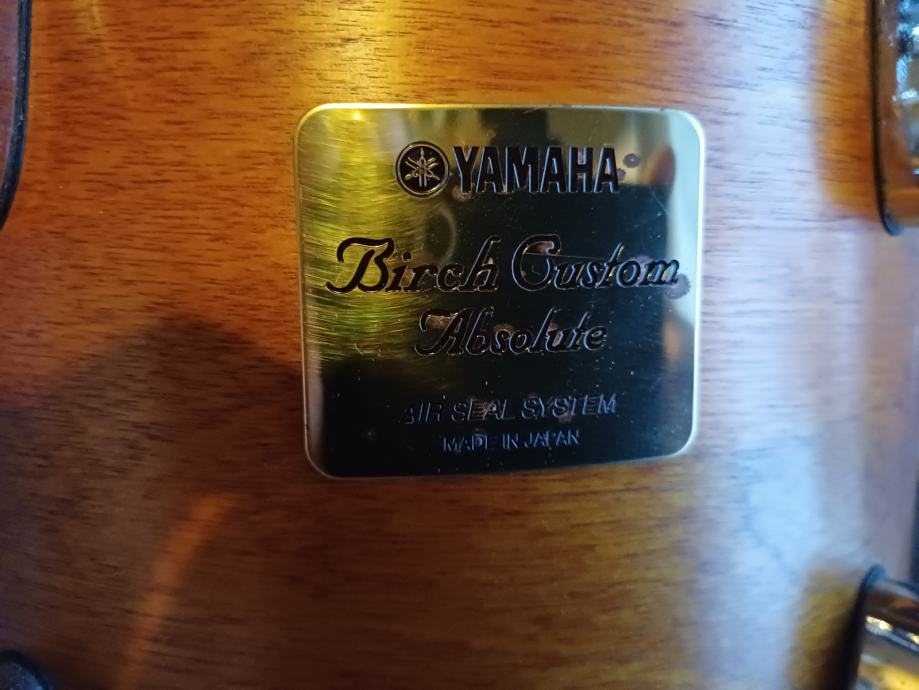 YAMAHA
Birch Custom
Absolute
AIR SEAL SYSTEM
MADE IN JAPAN